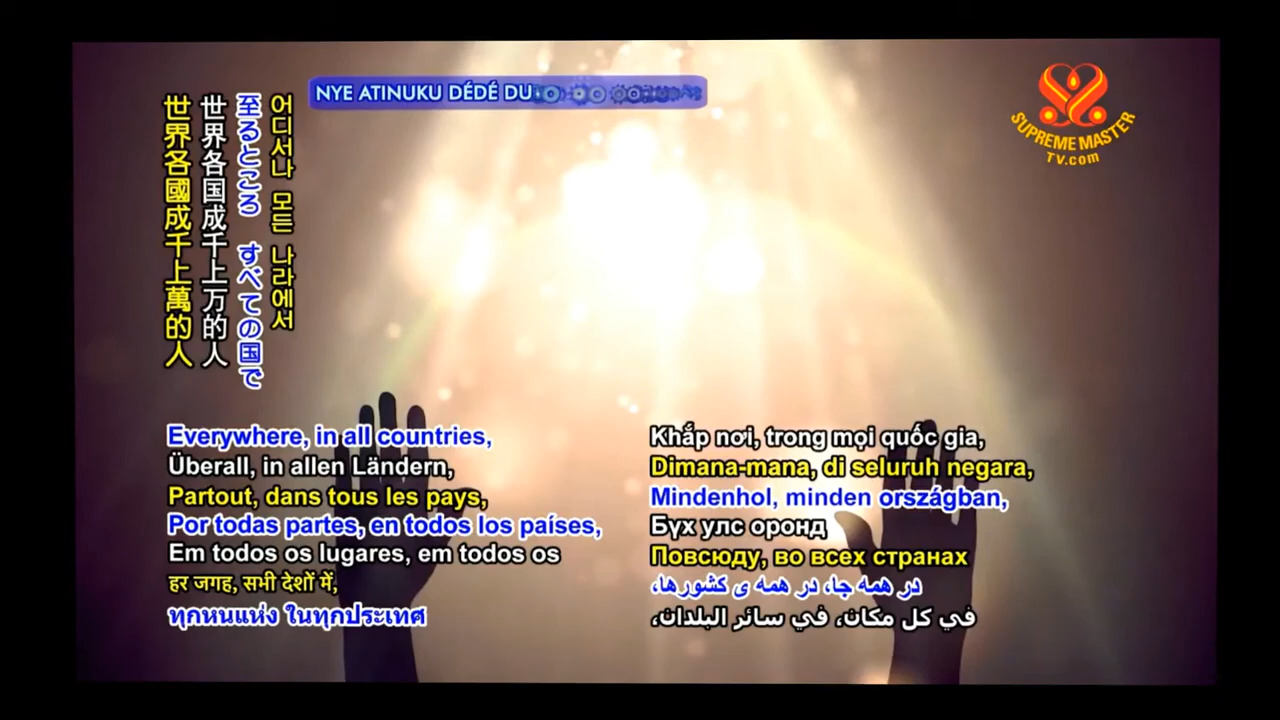 NYE ATINUKU DÉDÉ DU
SUPREME MASTER
TV.com
어디서나 모든 나라에서
至るところ すべての国で
世界各国成千上万的人
世界各國成千上萬的人
Everywhere, in all countries,
Überall, in allen Ländern,
Partout, dans tous les pays,
Por todas partes, en todos los países,
Em todos os lugares, em todos os
हर जगह, सभी देशों में,
ทุกหนแห่ง ในทุกประเทศ
Khắp nơi, trong mọi quốc gia,
Dimana-mana, di seluruh negara,
Mindenhol, minden országban,
Бүх улс оронд
Повсюду, во всех странах
در همه جا، در همه ی کشورها،
في كل مكان، في سائر البلدان،